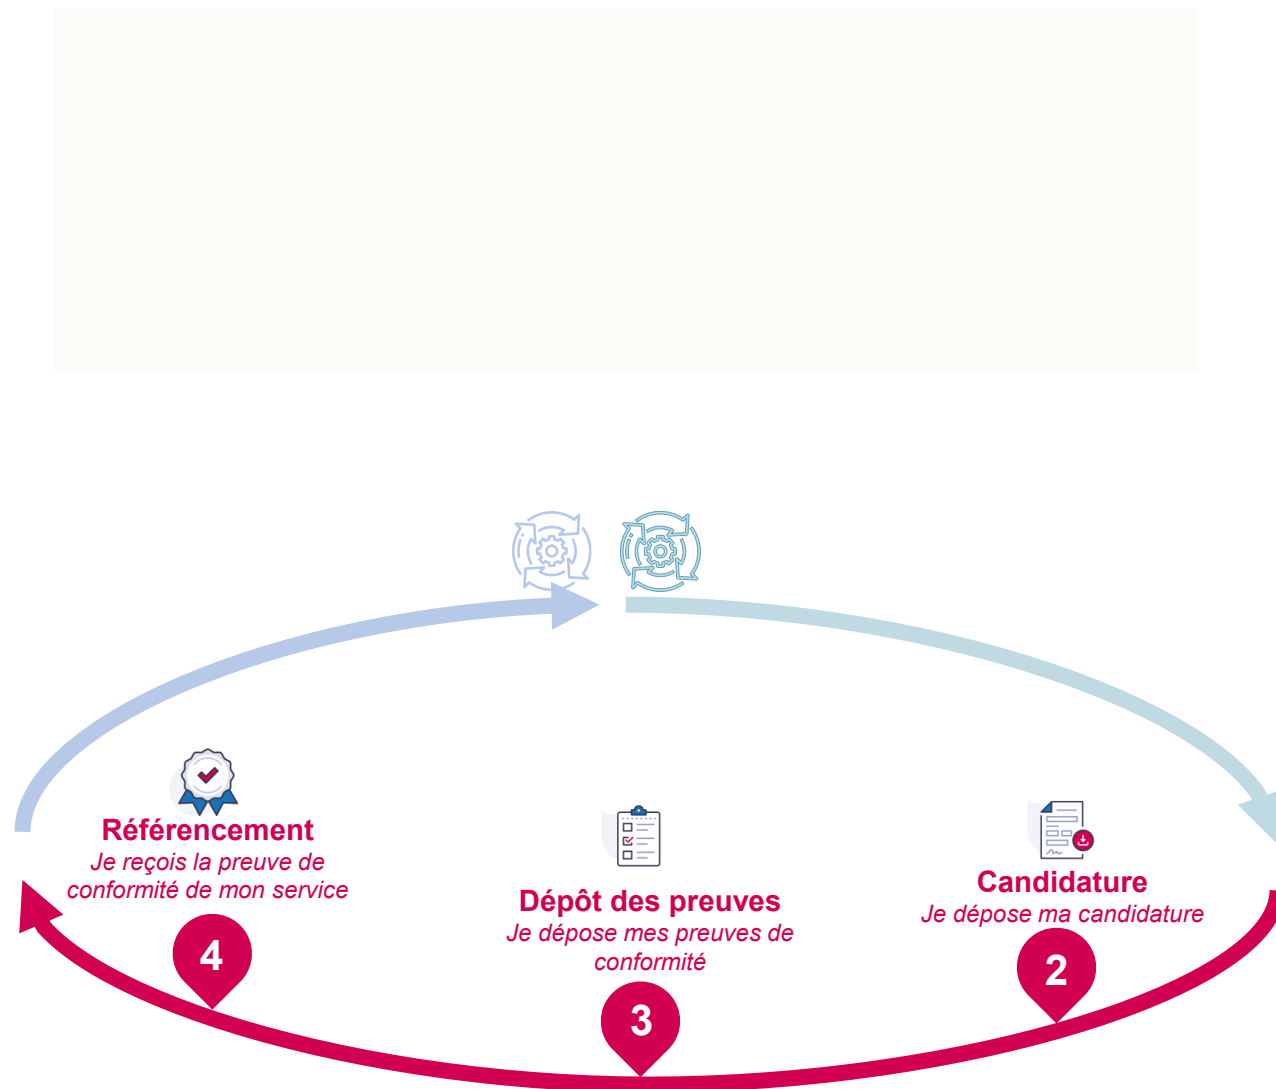 Référencement
Je reçois la preuve de
conformité de mon service
4
Dépôt des preuves
Je dépose mes preuves de
conformité
3
Candidature
Je dépose ma candidature
2